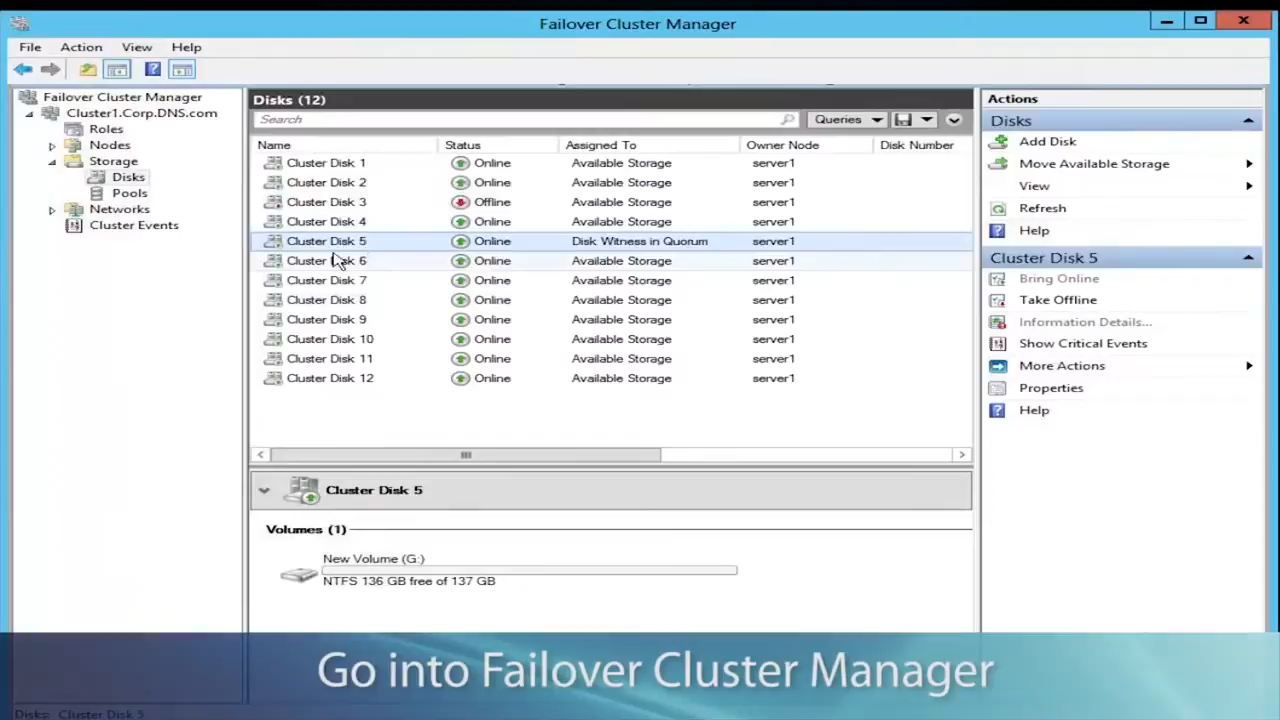 Failover Cluster Manager
File Action View Help
Failover Cluster Manager
Cluster1.Corp.DNS.com
Roles
Nodes
Storage
Disks
Pools
Networks
Cluster Events
Disks (12)
Search
Queries
Name Status Assigned To Owner Node Disk Number
Cluster Disk 1 Online Available Storage server1
Cluster Disk 2 Online Available Storage server1
Cluster Disk 3 Offline Available Storage server1
Cluster Disk 4 Online Available Storage server1
Cluster Disk 5 Online Disk Witness in Quorum server1
Cluster Disk 6 Online Available Storage server1
Cluster Disk 7 Online Available Storage server1
Cluster Disk 8 Online Available Storage server1
Cluster Disk 9 Online Available Storage server1
Cluster Disk 10 Online Available Storage server1
Cluster Disk 11 Online Available Storage server1
Cluster Disk 12 Online Available Storage server1
Cluster Disk 5
Volumes (1)
New Volume (G:)
NTFS 136 GB free of 137 GB
Actions
Disks
Add Disk
Move Available Storage
View
Refresh
Help
Cluster Disk 5
Bring Online
Take Offline
Information Details...
Show Critical Events
More Actions
Properties
Help
Go into Failover Cluster Manager
Disks: Cluster Disk 5